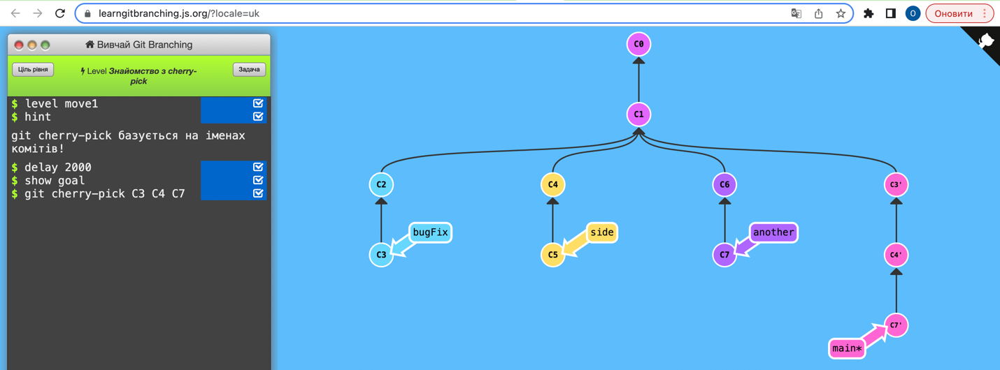 learngitbranching.js.org/?locale=uk
O
Оновити
Вивчай Git Branching
Ціль рівня
Level Знайомство з cherry-
pick
Задача
$ level move1
$ hint
git cherry-pick базується на іменах
комітів!
$ delay 2000
$ show goal
$ git cherry-pick C3 C4 C7
C0
C1
C2
C4
C6
C3'
bugFix
side
another
C3
C5
C7
C4'
C7'
main*